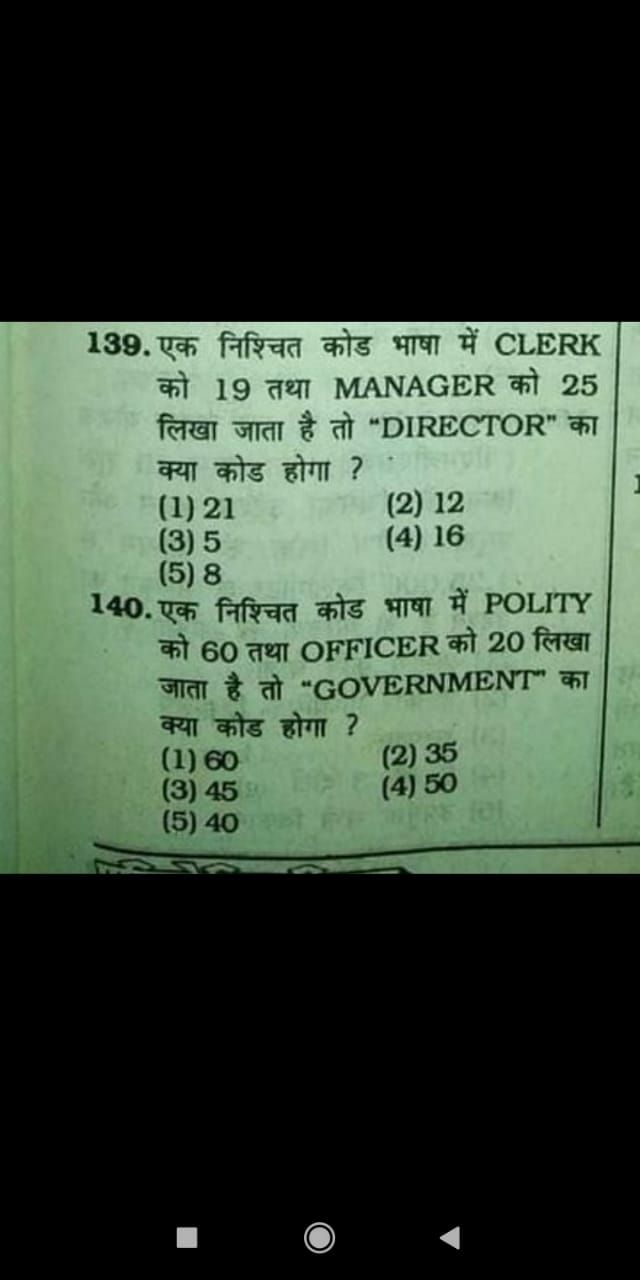 139. एक निश्चित कोड भाषा में CLERK
को 19 तथा MANAGER को 25
लिखा जाता है तो "DIRECTOR" का
क्या कोड होगा ?
(1) 21 (2) 12
(3) 5 (4) 16
(5) 8
140. एक निश्चित कोड भाषा में POLITY
को 60 तथा OFFICER को 20 लिखा
जाता है तो "GOVERNMENT" का
क्या कोड होगा ?
(1) 60 (2) 35
(3) 45 (4) 50
(5) 40